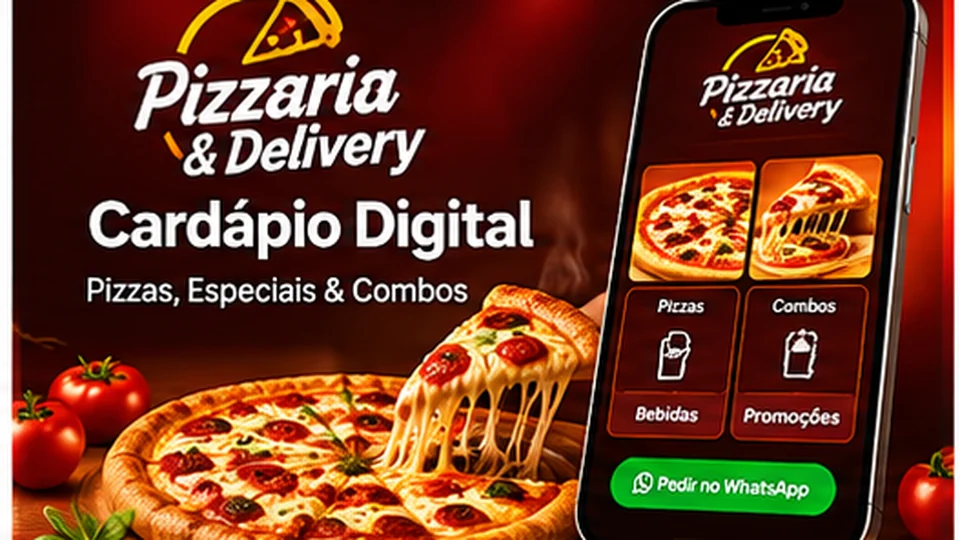 Pizzaria
& Delivery
Cardápio Digital
Pizzas, Especiais & Combos
Pizzaria
& Delivery
Pizzas
Combos
Bebidas
Promoções
Pedir no WhatsApp